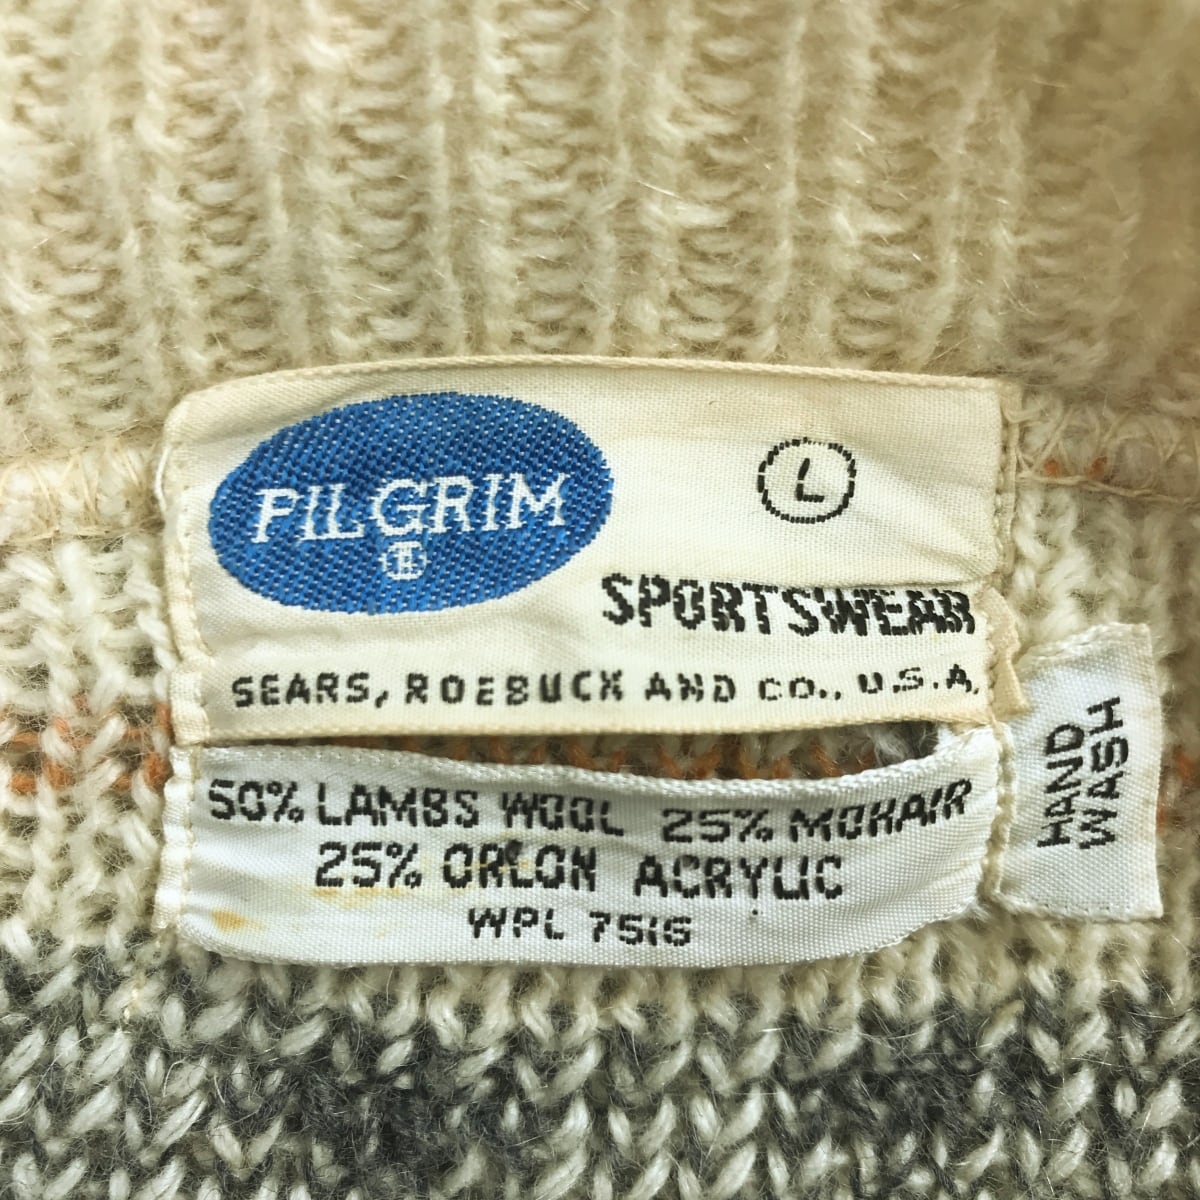 PILGRIM
L
SPORTSWEAR
SEARS, ROEBUCK AND CO., U.S.A.
50% LAMBS WOOL 25% MOHAIR
25% ORLON ACRYLIC
WPL 7516
HAND
WASH